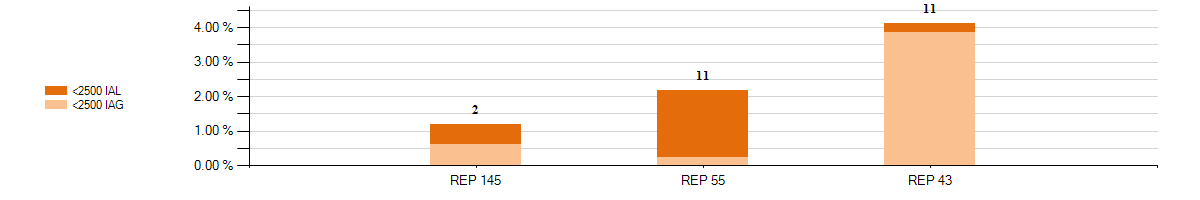 11
4.00 %
3.00 %
11
<2500 IAL
<2500 IAG
2.00 %
2
1.00 %
0.00 %
REP 145
REP 55
REP 43